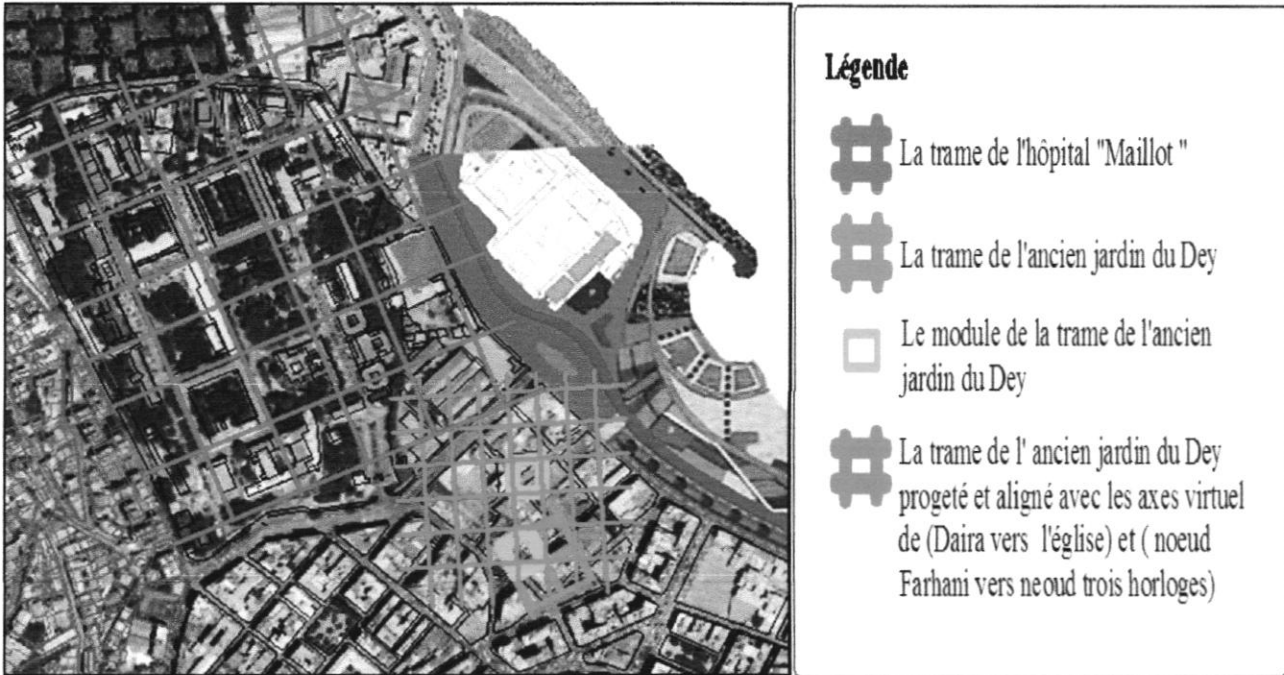 Légende
La trame de l'hôpital "Maillot "
La trame de l'ancien jardin du Dey
Le module de la trame de l'ancien
jardin du Dey
La trame de l' ancien jardin du Dey
progeté et aligné avec les axes virtuel
de (Daira vers l'église) et ( noeud
Farhani vers neoud trois horloges)